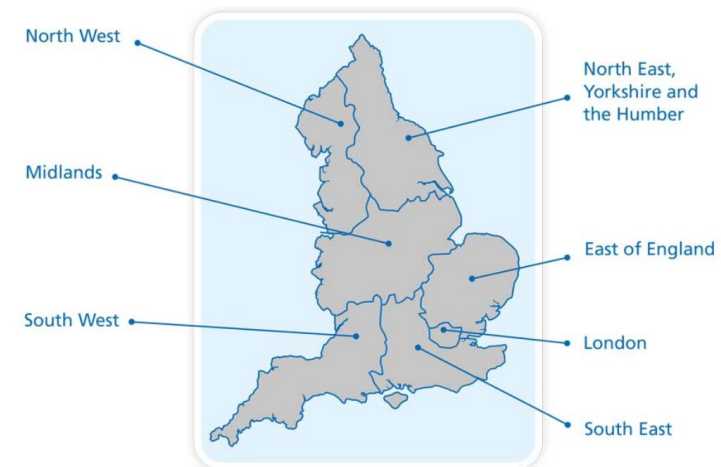 North West
North East,
Yorkshire and
the Humber
Midlands
East of England
South West
London
South East